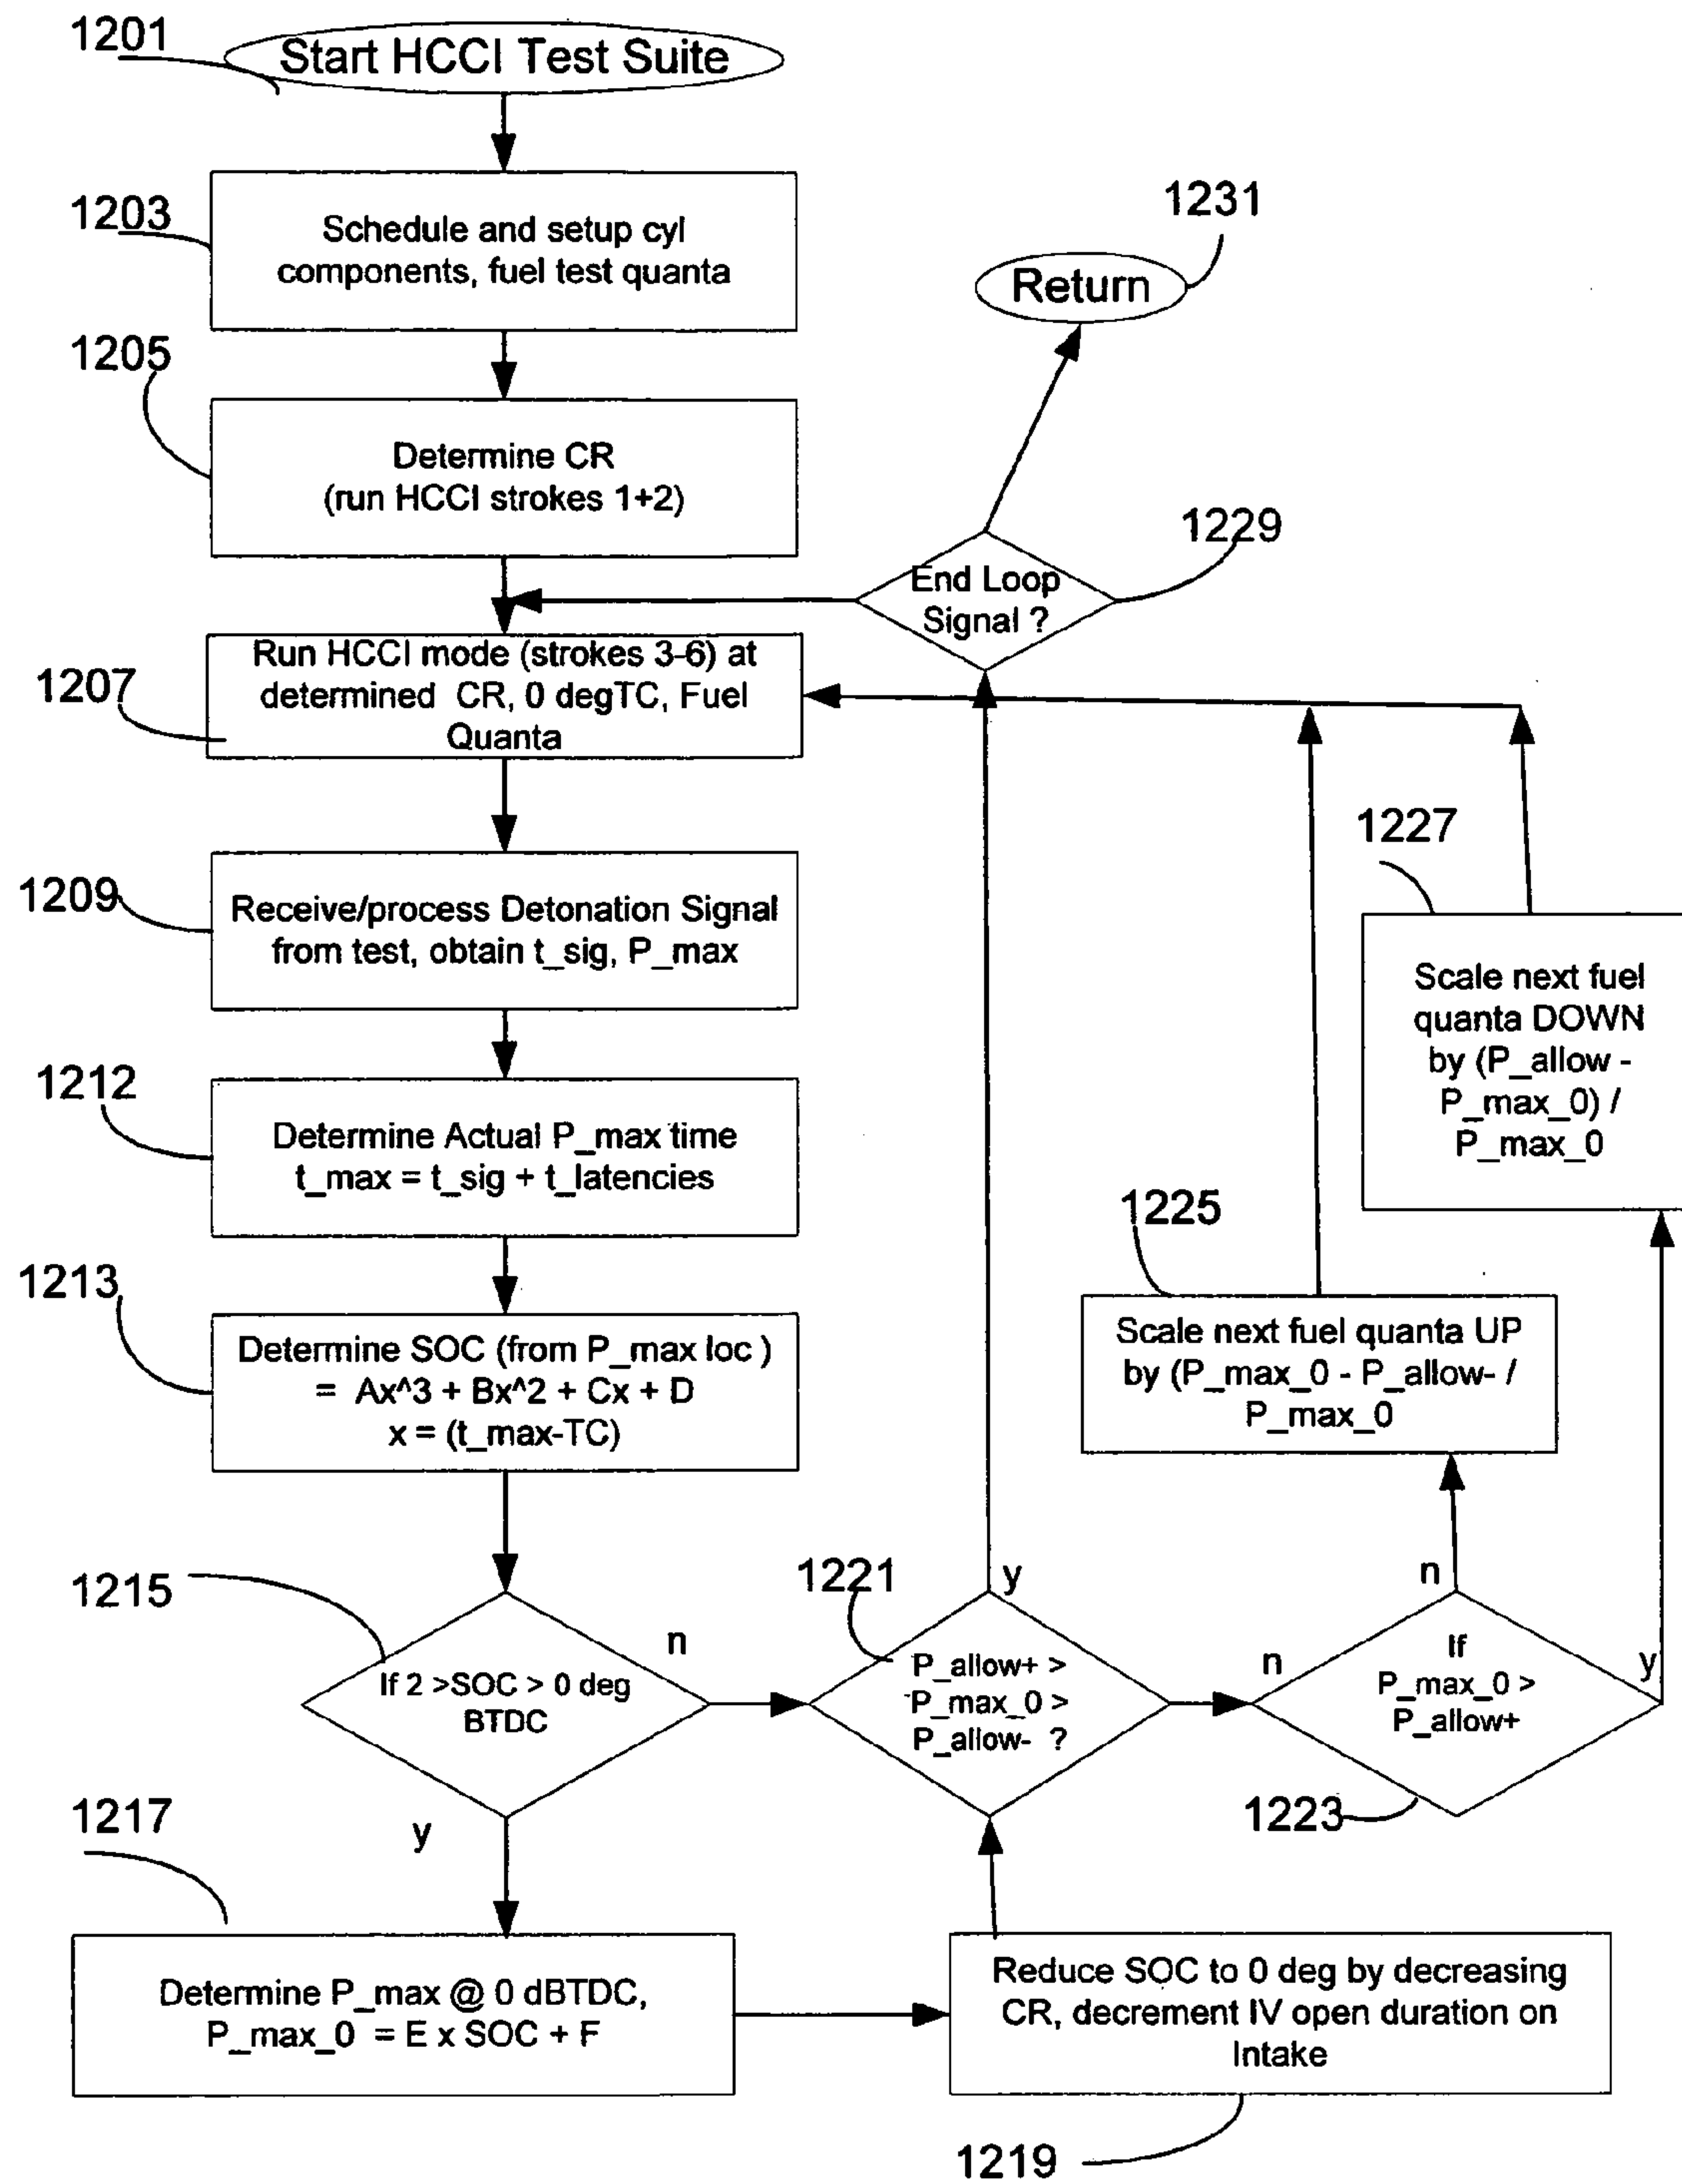 1201
Start HCCI Test Suite
1203
Schedule and setup cyl
components, fuel test quanta
1231
Return
1205
Determine CR
(run HCCI strokes 1+2)
1229
End Loop
Signal ?
1207
Run HCCI mode (strokes 3-6) at
determined CR, 0 degTC, Fuel
Quanta
1209
Receive/process Detonation Signal
from test, obtain t_sig, P_max
1227
Scale next fuel
quanta DOWN
by (P_allow -
P_max_0) /
P_max_0
1212
Determine Actual P_max time
t_max = t_sig + t_latencies
1225
Scale next fuel quanta UP
by (P_max_0 - P_allow- /
P_max_0
1213
Determine SOC (from P_max loc )
= Ax^3 + Bx^2 + Cx + D
x = (t_max-TC)
1215
If 2 >SOC > 0 deg
BTDC
n
y
1221
P_allow+ >
P_max_0 >
P_allow- ?
y
n
If
P_max_0 >
P_allow+
n
y
1223
1217
Determine P_max @ 0 dBTDC,
P_max_0 = E x SOC + F
Reduce SOC to 0 deg by decreasing
CR, decrement IV open duration on
Intake
1219